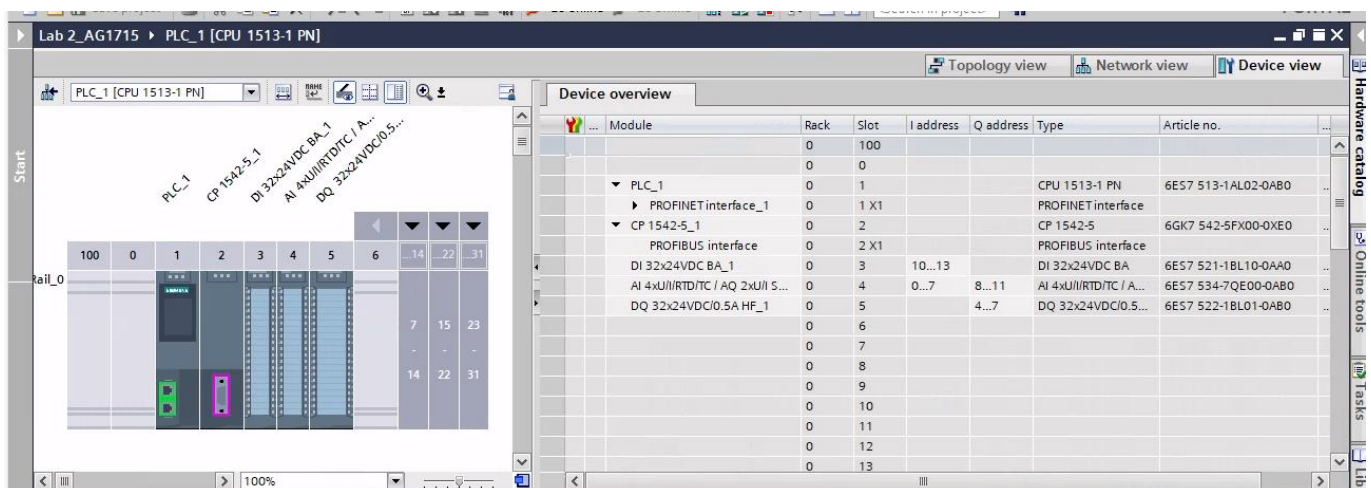 Lab 2_AG1715 ▸ PLC_1 [CPU 1513-1 PN]
Topology view
Network view
Device view
PLC_1 [CPU 1513-1 PN]
PLC_1
CP 1542-5_1
DI 32x24VDC BA_1
AI 4xU/I/RTD/TC / A...
DQ 32x24VDC/0.5...
100 0 1 2 3 4 5 6 ...14 ...22 ...31
Rail_0
7 15 23
- - -
14 22 31
100%
Start
Device overview
... Module Rack Slot I address Q address Type Article no. ...
0 100
0 0
PLC_1 0 1 CPU 1513-1 PN 6ES7 513-1AL02-0AB0
PROFINET interface_1 0 1 X1 PROFINET interface
CP 1542-5_1 0 2 CP 1542-5 6GK7 542-5FX00-0XE0
PROFIBUS interface 0 2 X1 PROFIBUS interface
DI 32x24VDC BA_1 0 3 10...13 DI 32x24VDC BA 6ES7 521-1BL10-0AA0
AI 4xU/I/RTD/TC / AQ 2xU/I S... 0 4 0...7 8...11 AI 4xU/I/RTD/TC / A... 6ES7 534-7QE00-0AB0
DQ 32x24VDC/0.5A HF_1 0 5 4...7 DQ 32x24VDC/0.5... 6ES7 522-1BL01-0AB0
0 6
0 7
0 8
0 9
0 10
0 11
0 12
0 13
Hardware catalog
Online tools
Tasks
Lib